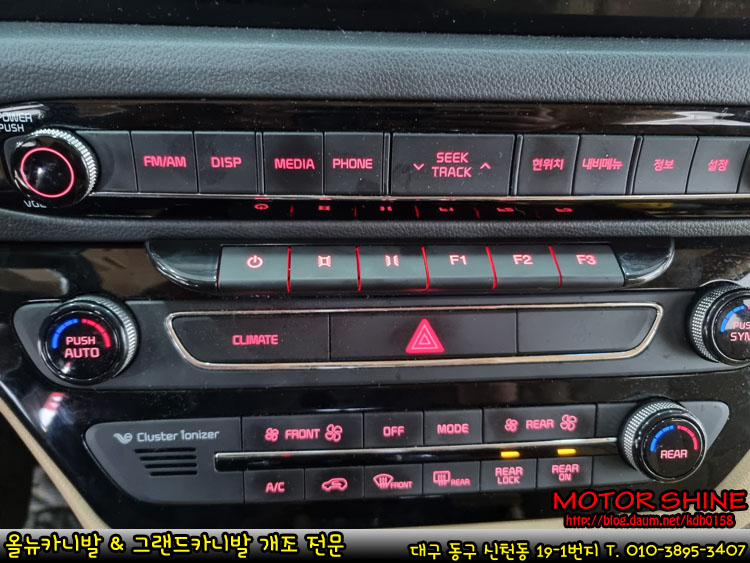 POWER
PUSH
VOL
FM/AM DISP MEDIA PHONE SEEK TRACK 현위치 내비메뉴 정보 설정
F1 F2 F3
PUSH AUTO
CLIMATE
PUSH SYN
Cluster ionizer
FRONT OFF MODE REAR
A/C FRONT REAR REAR LOCK REAR ON
REAR
MOTOR SHINE
http://blog.daum.net/kdh0158
올뉴카니발 & 그랜드카니발 개조 전문
대구 동구 신천동 19-1번지 T. 010-3895-3407